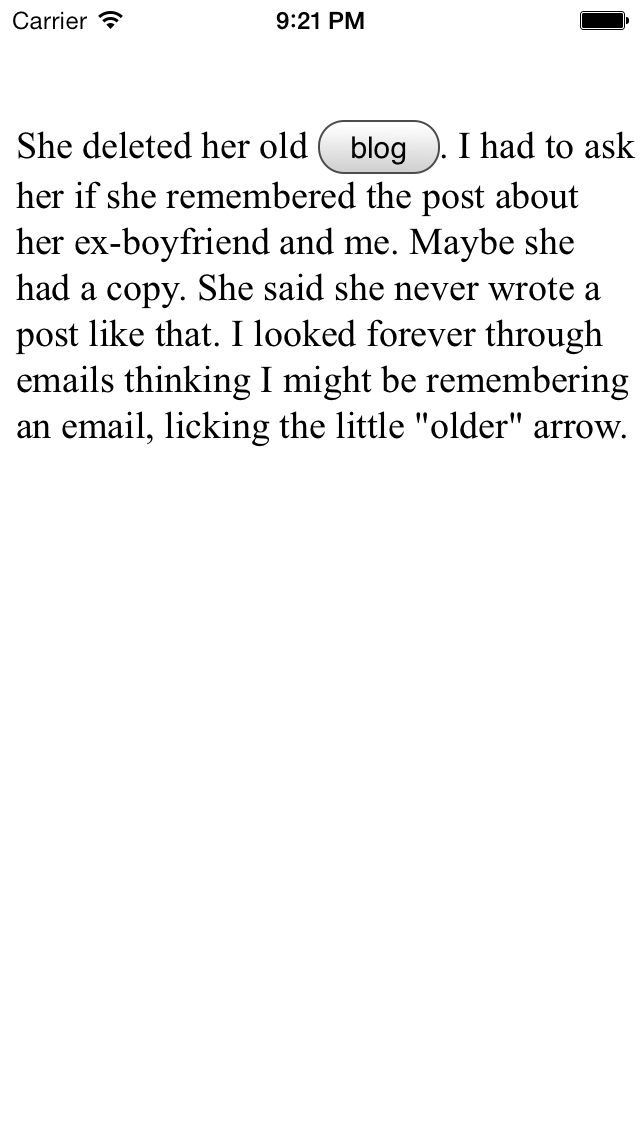 Carrier 9:21 PM
She deleted her old blog. I had to ask
her if she remembered the post about
her ex-boyfriend and me. Maybe she
had a copy. She said she never wrote a
post like that. I looked forever through
emails thinking I might be remembering
an email, licking the little "older" arrow.